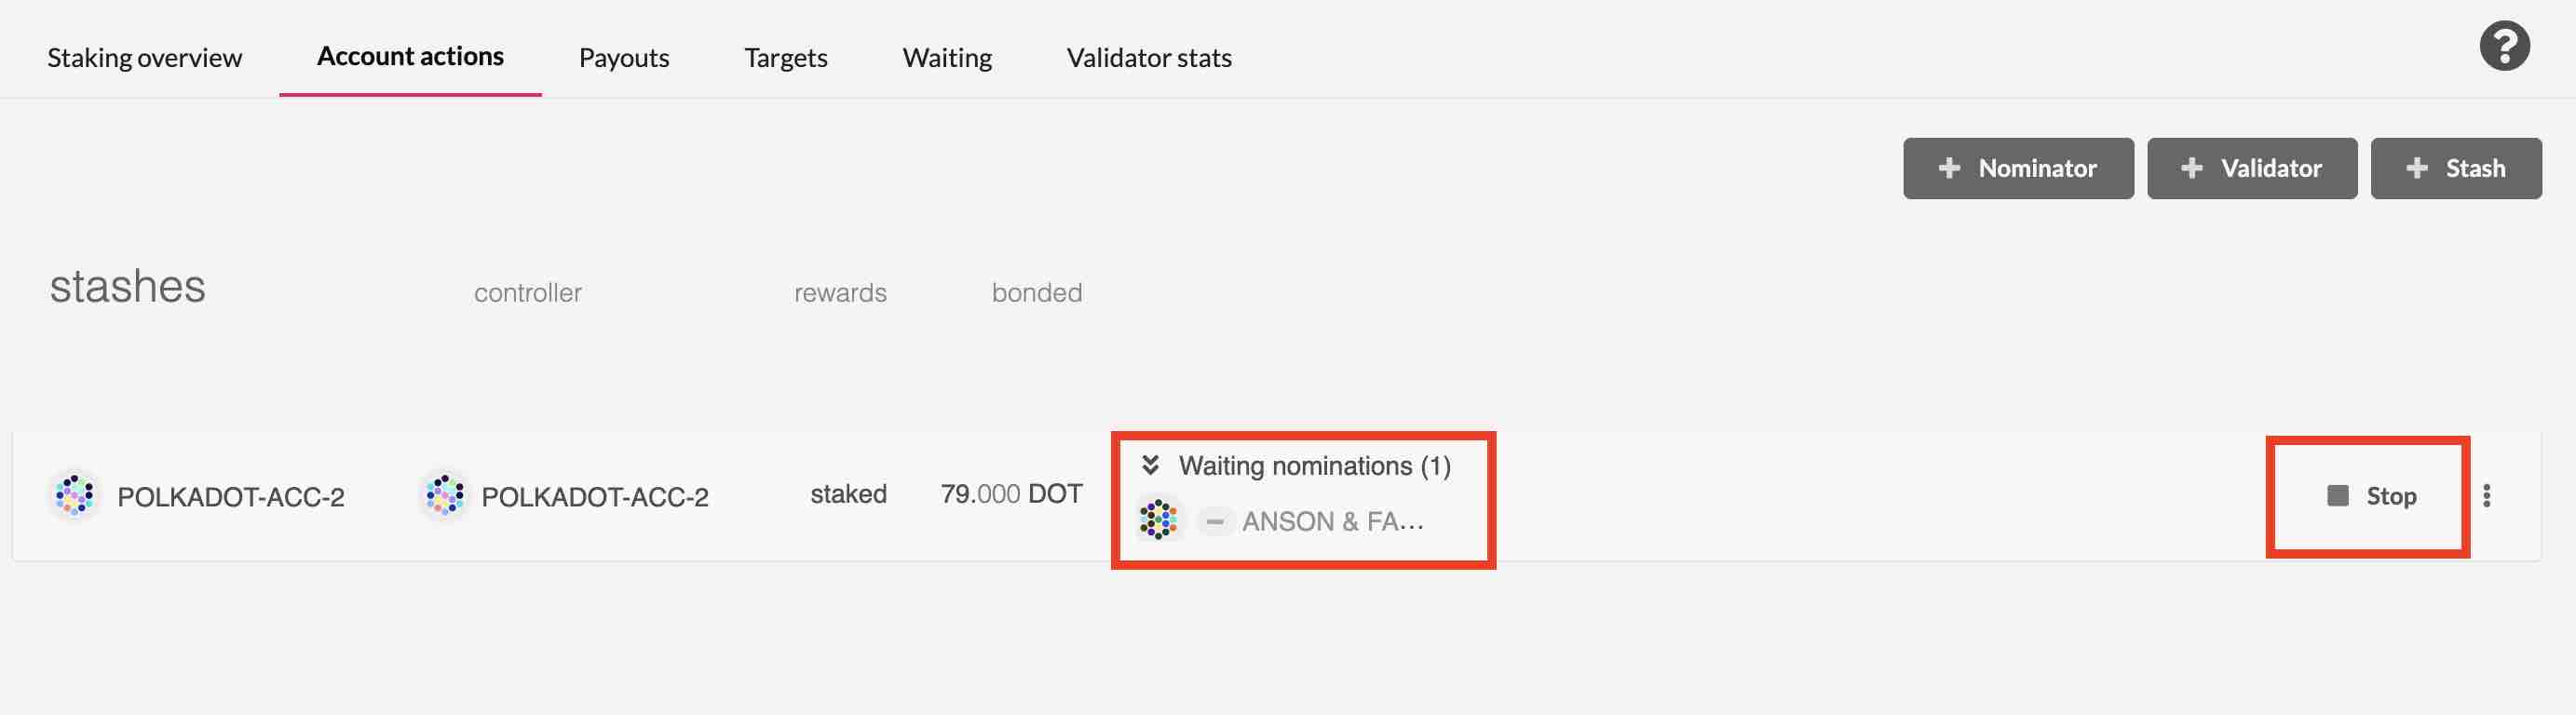 Staking overview Account actions Payouts Targets Waiting Validator stats
Nominator Validator Stash
stashes controller rewards bonded
Waiting nominations (1)
POLKADOT-ACC-2 POLKADOT-ACC-2 staked 79.000 DOT Stop
ANSON & FA...